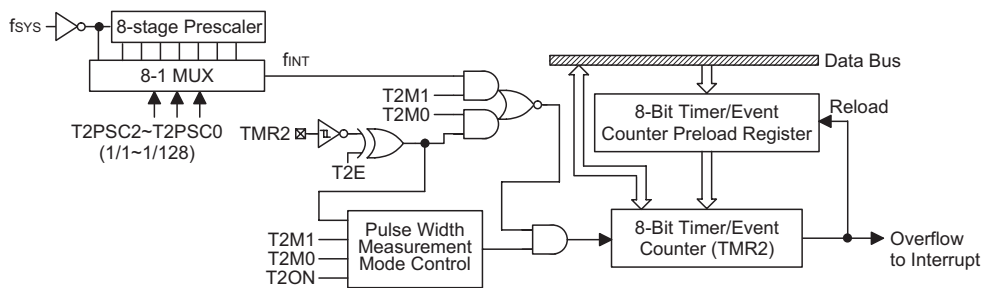 fSYS
8-stage Prescaler
8-1 MUX
T2PSC2~T2PSC0
(1/1~1/128)
fINT
T2M1
T2M0
TMR2
T2E
T2M1
T2M0
T2ON
Pulse Width
Measurement
Mode Control
Data Bus
8-Bit Timer/Event
Counter Preload Register
Reload
8-Bit Timer/Event
Counter (TMR2)
Overflow
to Interrupt